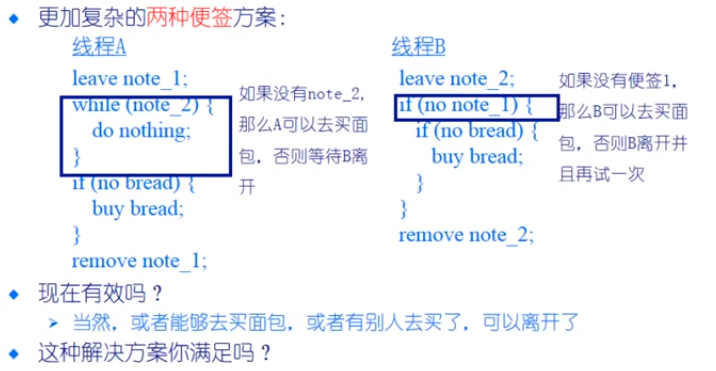 更加复杂的两种便签方案:
线程A
leave note_1;
while (note_2) {
do nothing;
}
if (no bread) {
buy bread;
}
remove note_1;
如果没有note_2,
那么A可以去买面
包，否则等待B离
开
线程B
leave note_2;
if (no note_1) {
if (no bread) {
buy bread;
}
}
remove note_2;
如果没有便签1,
那么B可以去买面
包，否则B离开并
且再试一次
现在有效吗？
当然，或者能够去买面包，或者有别人去买了，可以离开了
这种解决方案你满足吗？